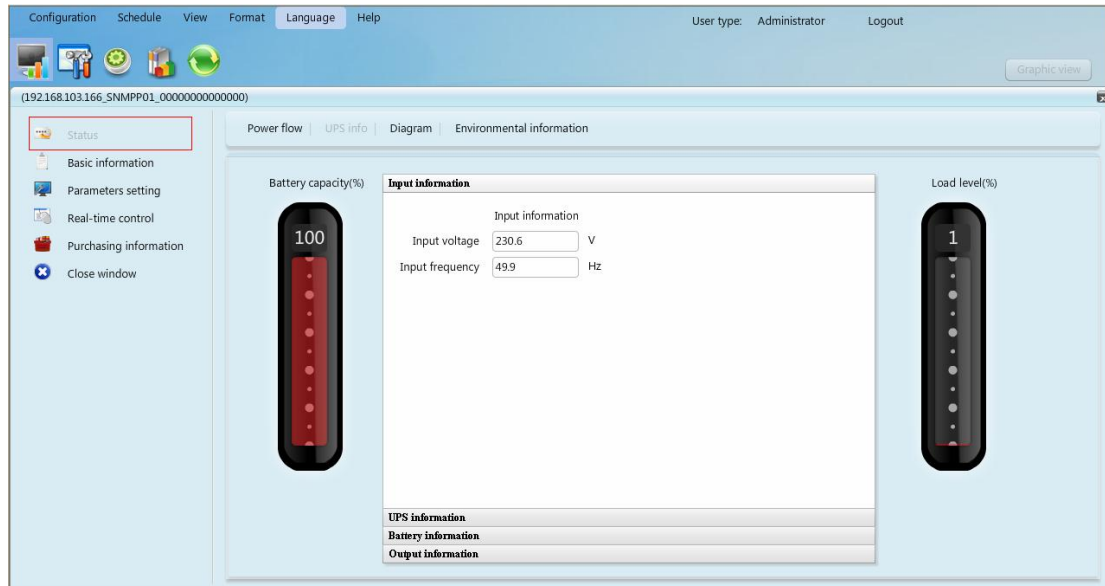 Configuration Schedule View Format Language Help User type: Administrator Logout
Graphic view
(192.168.103.166_SNMPP01_00000000000000)
Status
Basic information
Parameters setting
Real-time control
Purchasing information
Close window
Power flow UPS info Diagram Environmental information
Battery capacity(%)
100
Input information
Input information
Input voltage 230.6 V
Input frequency 49.9 Hz
UPS information
Battery information
Output information
Load level(%)
1